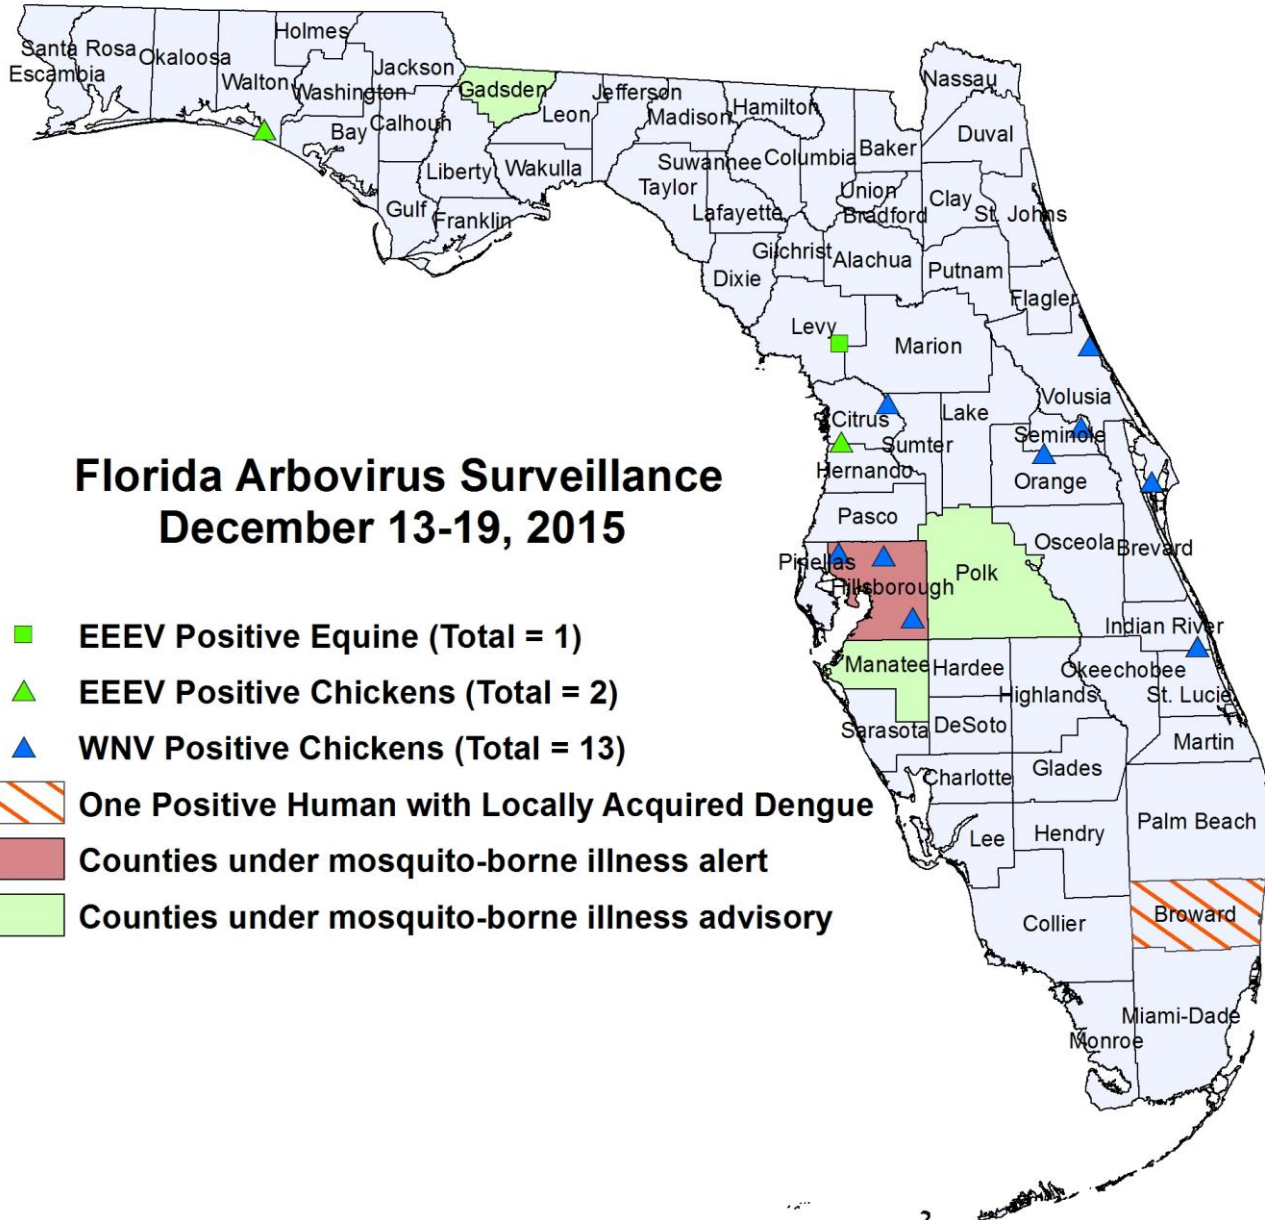 Holmes
Santa Rosa
Okaloosa
Escambia
Walton
Jackson
Washington
Gadsden
Jefferson
Leon
Madison
Hamilton
Nassau
Bay
Calhoun
Duval
Baker
Suwannee
Columbia
Liberty
Wakulla
Taylor
Union
Lafayette
Bradford
Clay
St. Johns
Gulf
Franklin
Gilchrist
Alachua
Dixie
Putnam
Flagler
Levy
Marion
Volusia
Citrus
Lake
Seminole
Sumter
Hernando
Orange
Florida Arbovirus Surveillance
December 13-19, 2015
Pasco
Osceola
Brevard
Pinellas
Hillsborough
Polk
Indian River
EEEV Positive Equine (Total = 1)
Manatee
Hardee
Okeechobee
Highlands
St. Lucie
EEEV Positive Chickens (Total = 2)
Sarasota
DeSoto
Martin
WNV Positive Chickens (Total = 13)
Charlotte
Glades
One Positive Human with Locally Acquired Dengue
Palm Beach
Lee
Hendry
Counties under mosquito-borne illness alert
Counties under mosquito-borne illness advisory
Collier
Broward
Miami-Dade
Monroe